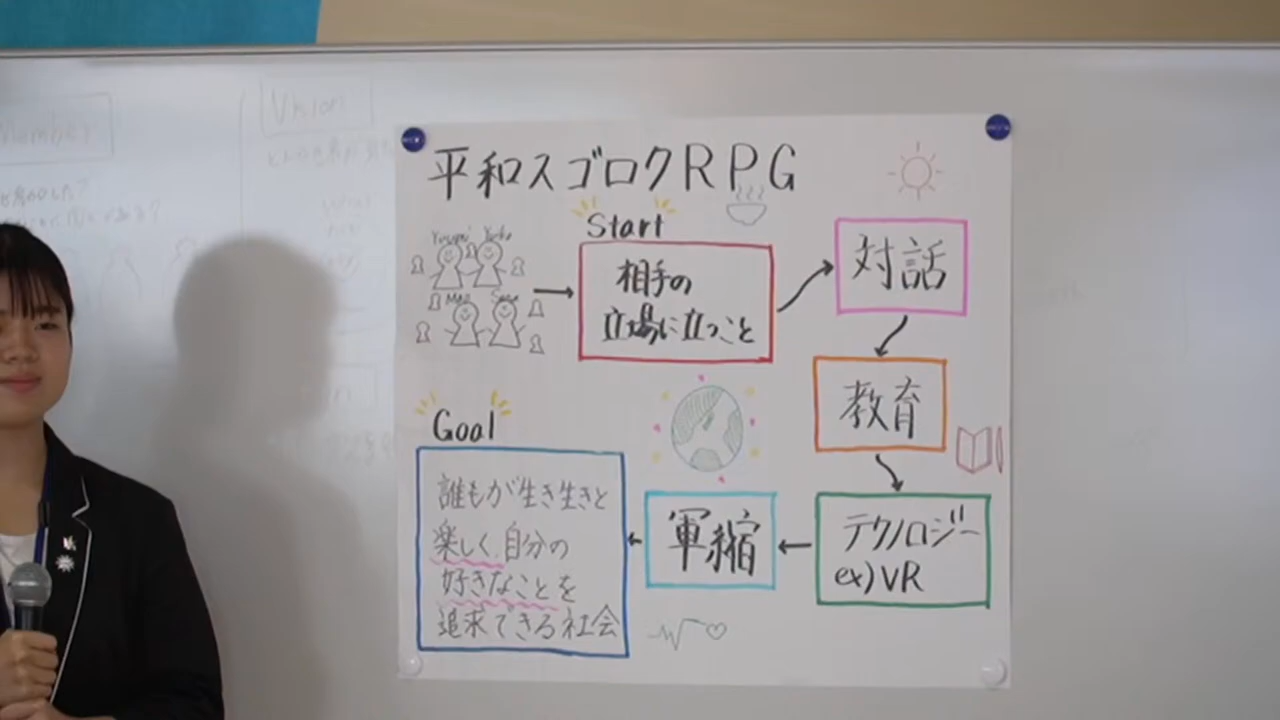 Vision
平和スゴロクRPG
Start
相手の
立場に立つこと
対話
教育
テクノロジー
ex)VR
軍縮
Goal
誰もが生き生きと
楽しく、自分の
好きなことを
追求できる社会